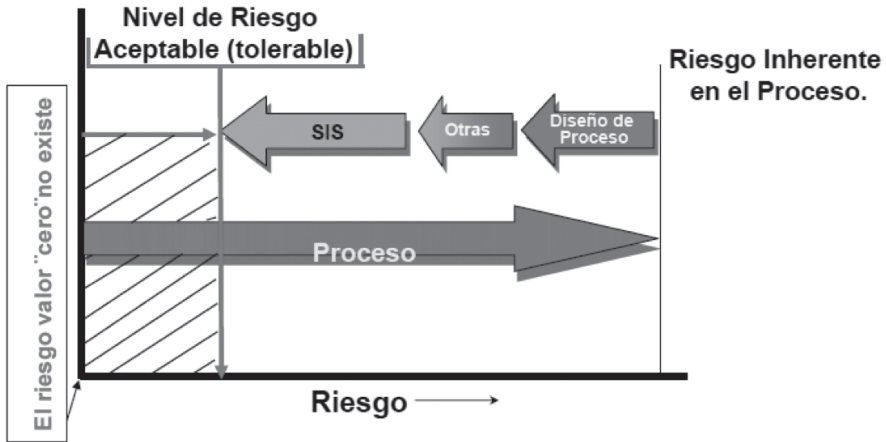 Nivel de Riesgo
Aceptable (tolerable)
Riesgo Inherente
en el Proceso.
El riesgo valor ¨cero¨no existe
SIS
Otras
Diseño de
Proceso
Proceso
Riesgo